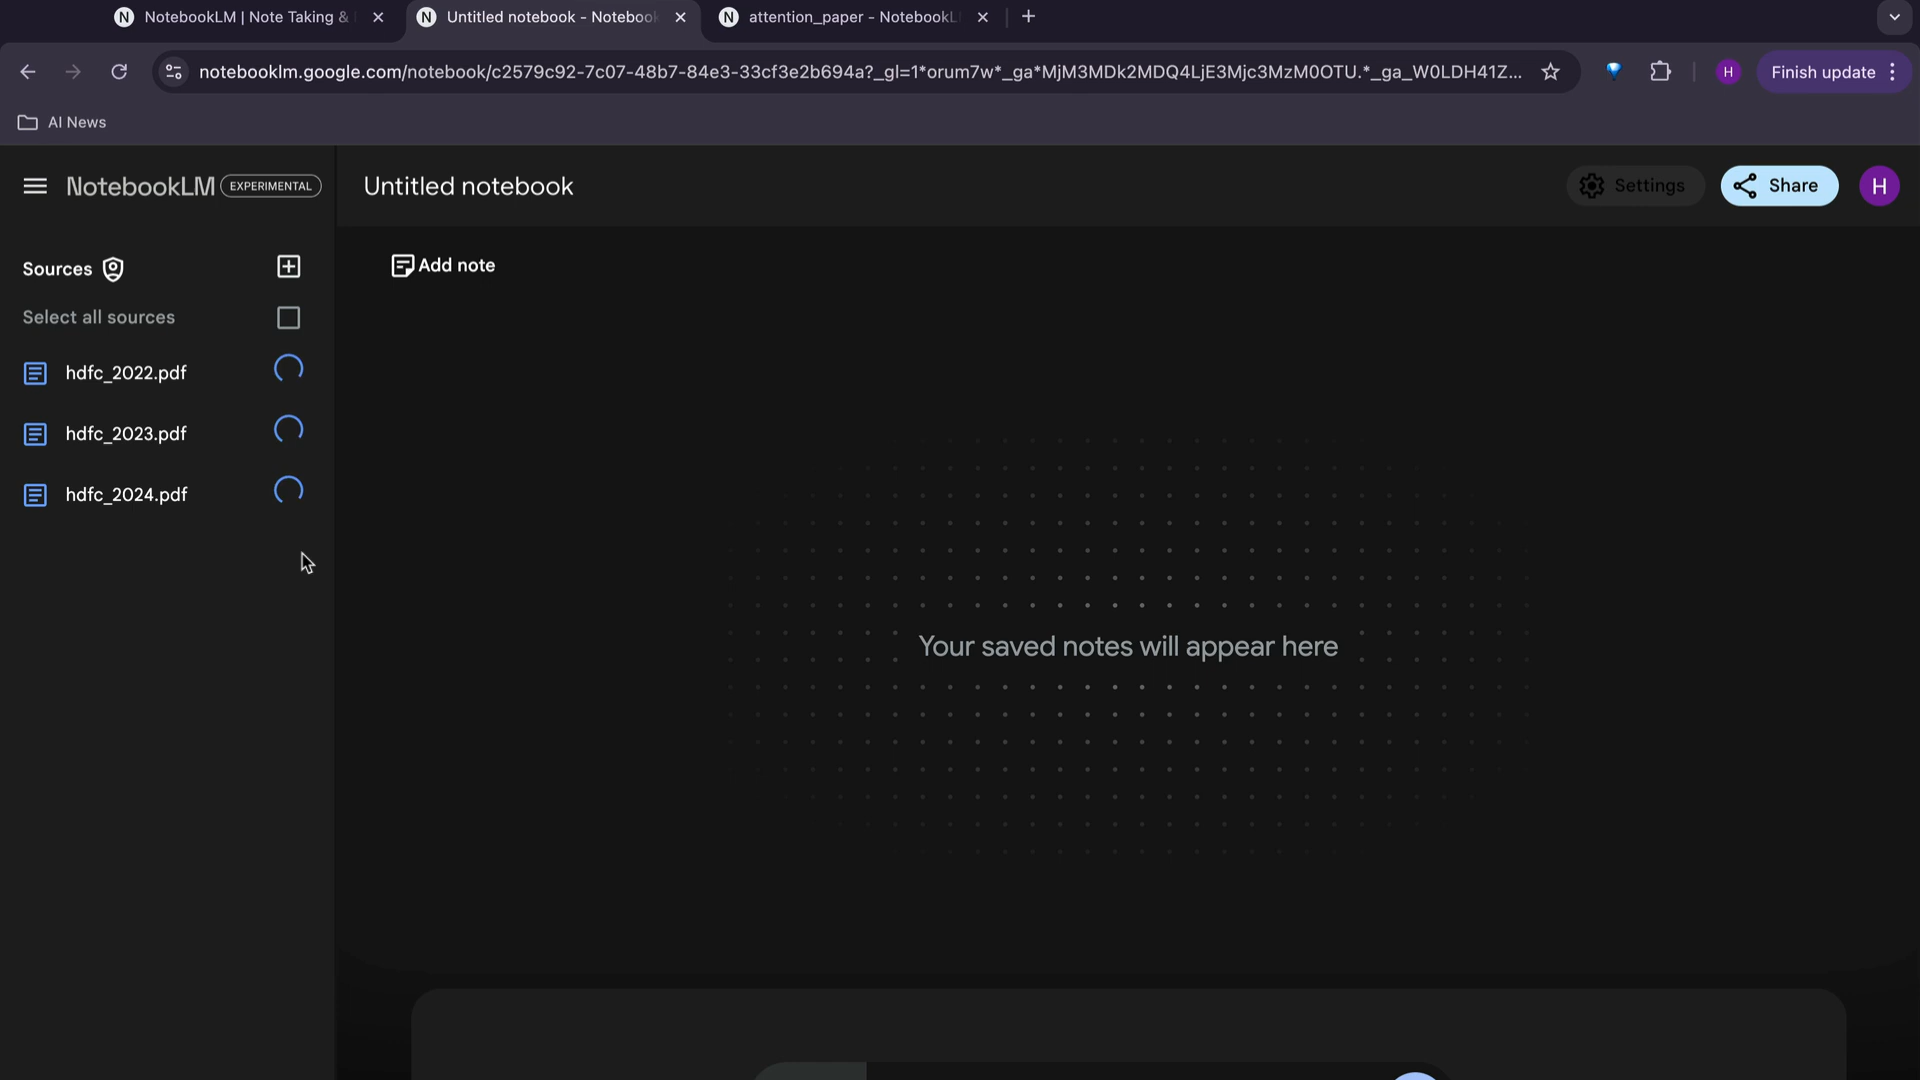 NotebookLM | Note Taking &
Untitled notebook - Noteboo
attention_paper - NotebookL
notebooklm.google.com/notebook/c2579c92-7c07-48b7-84e3-33cf3e2b694a?_gl=1*orum7w*_ga*MjM3MDk2MDQ4LjE3Mjc3MzM0OTU.*_ga_W0LDH41Z...
H
Finish update
AI News
NotebookLM EXPERIMENTAL
Untitled notebook
Settings
Share
H
Sources
Add note
Select all sources
hdfc_2022.pdf
hdfc_2023.pdf
hdfc_2024.pdf
Your saved notes will appear here